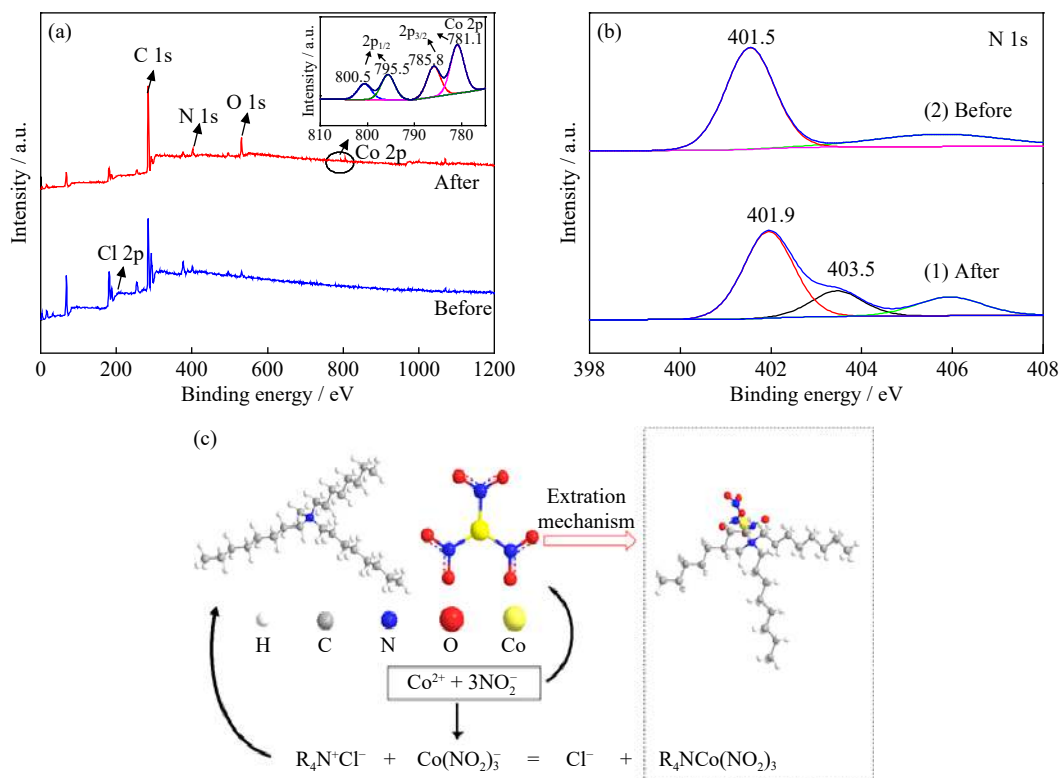 (a)
C 1s
N 1s
O 1s
Co 2p
After
Cl 2p
Before
Intensity / a.u.
0 200 400 600 800 1000 1200
Binding energy / eV
Co 2p
2p1/2
2p3/2
800.5
795.5
785.8
781.1
Intensity / a.u.
810 800 790 780
(b)
N 1s
401.5
(2) Before
401.9
403.5
(1) After
Intensity / a.u.
398 400 402 404 406 408
Binding energy / eV
(c)
Extration
mechanism
H C N O Co
Co²⁺ + 3NO₂⁻
R₄N⁺Cl⁻ + Co(NO₂)₃⁻ = Cl⁻ + R₄NCo(NO₂)₃